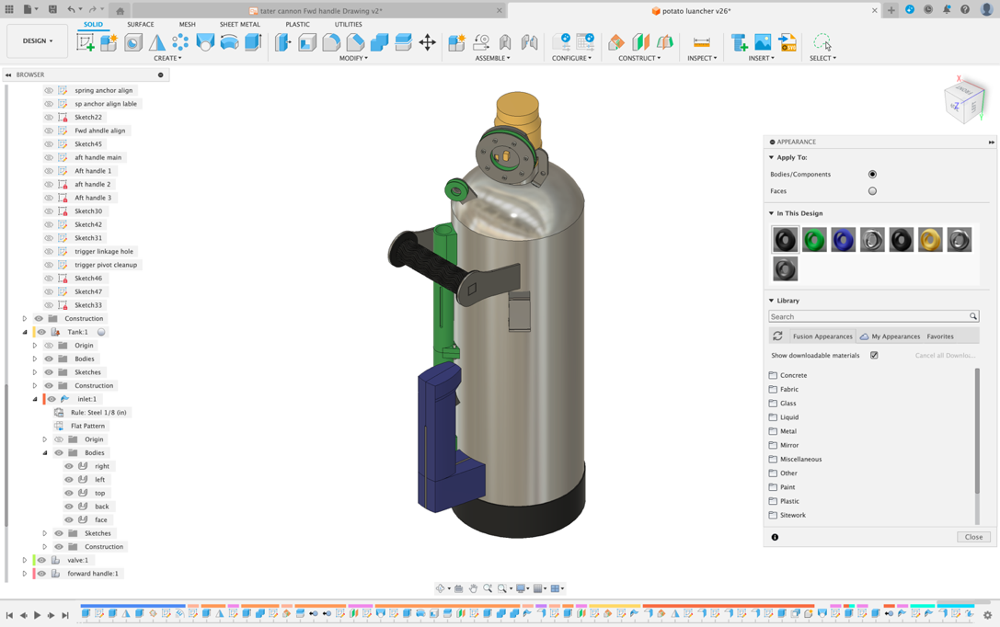 tater cannon Fwd handle Drawing v2*
potato luancher v26*
DESIGN
SOLID
SURFACE
MESH
SHEET METAL
PLASTIC
UTILITIES
CREATE
MODIFY
ASSEMBLE
CONFIGURE
CONSTRUCT
INSPECT
INSERT
SELECT
BROWSER
spring anchor align
sp anchor align lable
Sketch22
Fwd ahndle align
Sketch45
aft handle main
Aft handle 1
aft handle 2
Aft handle 3
Sketch30
Sketch42
Sketch31
trigger linkage hole
trigger pivot cleanup
Sketch46
Sketch47
Sketch33
Construction
Tank:1
Origin
Bodies
Sketches
Construction
inlet:1
Rule: Steel 1/8 (in)
Flat Pattern
Origin
Bodies
right
left
top
back
face
Sketches
Construction
valve:1
forward handle:1
X
FRONT
Z
Y
APPEARANCE
Apply To:
Bodies/Components
Faces
In This Design
Library
Search
Fusion Appearances
My Appearances
Favorites
Show downloadable materials
Cancel all Downlo...
Concrete
Fabric
Glass
Liquid
Metal
Mirror
Miscellaneous
Other
Paint
Plastic
Sitework
Close